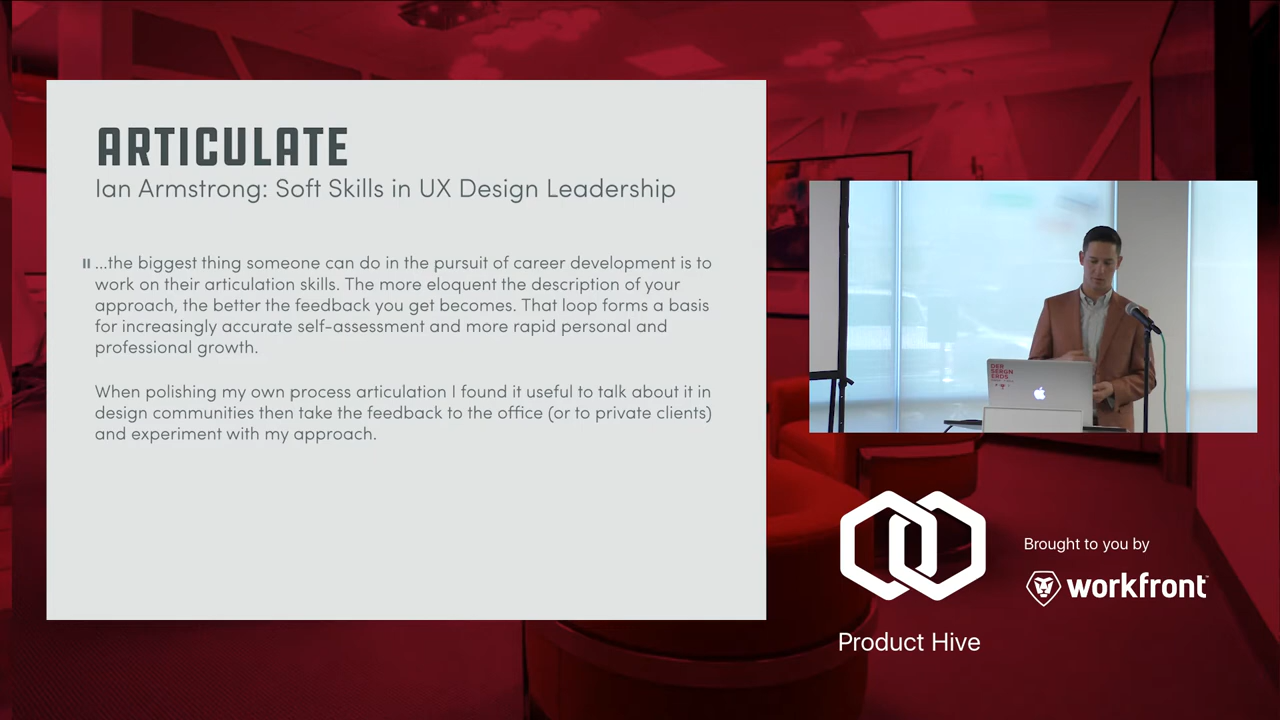 ARTICULATE
Ian Armstrong: Soft Skills in UX Design Leadership
"...the biggest thing someone can do in the pursuit of career development is to
work on their articulation skills. The more eloquent the description of your
approach, the better the feedback you get becomes. That loop forms a basis
for increasingly accurate self-assessment and more rapid personal and
professional growth.
When polishing my own process articulation I found it useful to talk about it in
design communities then take the feedback to the office (or to private clients)
and experiment with my approach.
DER
BERGN
ERDS
Product Hive
Brought to you by
workfront